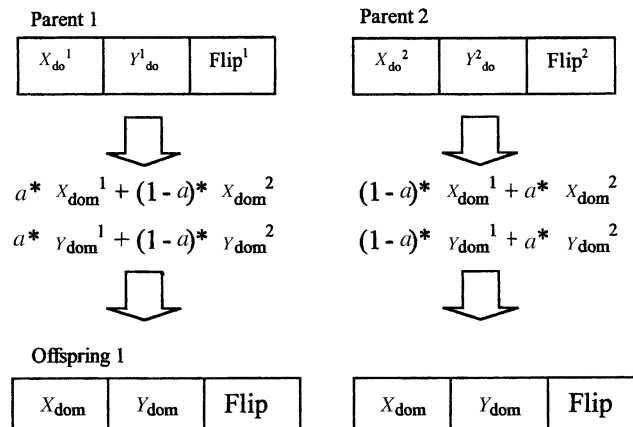 Parent 1 Parent 2
X_do^1 Y^1_do Flip^1 X_do^2 Y^2_do Flip^2
a* X_dom^1 + (1 - a)* X_dom^2 (1 - a)* X_dom^1 + a* X_dom^2
a* Y_dom^1 + (1 - a)* Y_dom^2 (1 - a)* Y_dom^1 + a* Y_dom^2
Offspring 1
X_dom Y_dom Flip X_dom Y_dom Flip